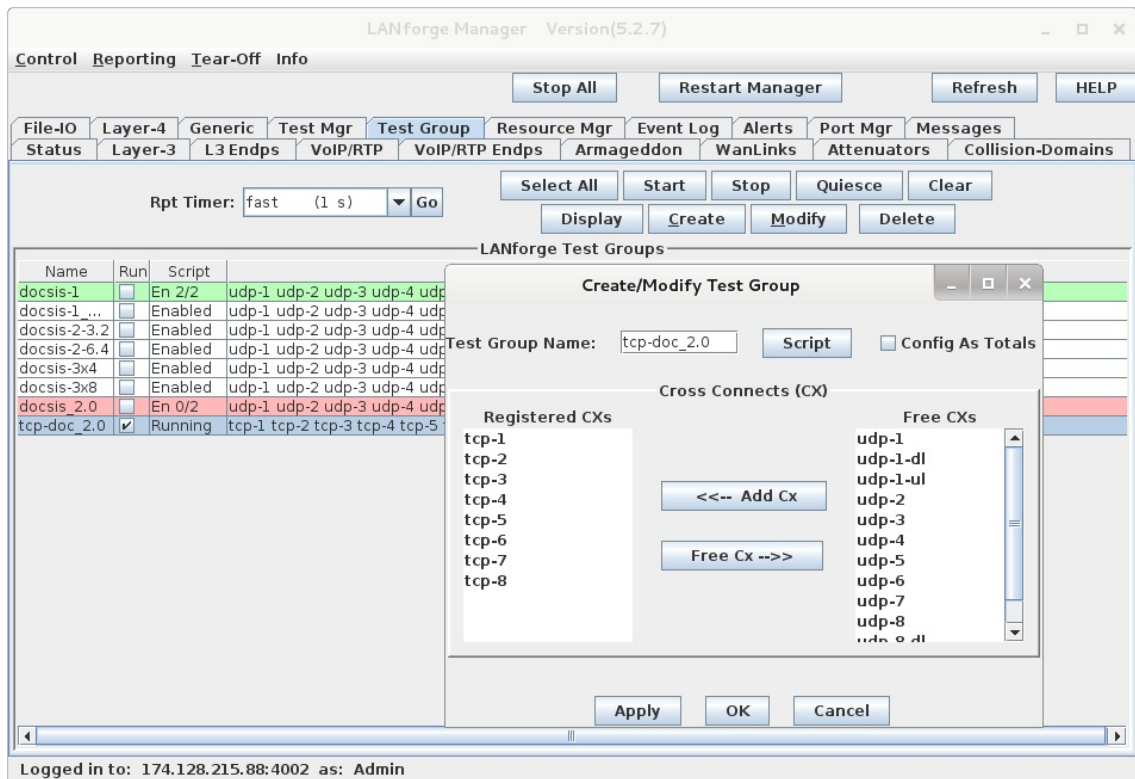 LANforge Manager Version(5.2.7)
Control Reporting Tear-Off Info
Stop All Restart Manager Refresh HELP
File-IO Layer-4 Generic Test Mgr Test Group Resource Mgr Event Log Alerts Port Mgr Messages
Status Layer-3 L3 Endps VoIP/RTP VoIP/RTP Endps Armageddon WanLinks Attenuators Collision-Domains
Rpt Timer: fast (1 s) Go
Select All Start Stop Quiesce Clear
Display Create Modify Delete
LANforge Test Groups
Name Run Script
docsis-1 En 2/2 udp-1 udp-2 udp-3 udp-4 udp
docsis-1_... Enabled udp-1 udp-2 udp-3 udp-4 udp
docsis-2-3.2 Enabled udp-1 udp-2 udp-3 udp-4 udp
docsis-2-6.4 Enabled udp-1 udp-2 udp-3 udp-4 udp
docsis-3x4 Enabled udp-1 udp-2 udp-3 udp-4 udp
docsis-3x8 Enabled udp-1 udp-2 udp-3 udp-4 udp
docsis_2.0 En 0/2 udp-1 udp-2 udp-3 udp-4 udp
tcp-doc_2.0 Running tcp-1 tcp-2 tcp-3 tcp-4 tcp-5
Create/Modify Test Group
Test Group Name: tcp-doc_2.0 Script Config As Totals
Cross Connects (CX)
Registered CXs
tcp-1
tcp-2
tcp-3
tcp-4
tcp-5
tcp-6
tcp-7
tcp-8
<<-- Add Cx
Free Cx -->>
Free CXs
udp-1
udp-1-dl
udp-1-ul
udp-2
udp-3
udp-4
udp-5
udp-6
udp-7
udp-8
udp-8-dl
Apply OK Cancel
Logged in to: 174.128.215.88:4002 as: Admin